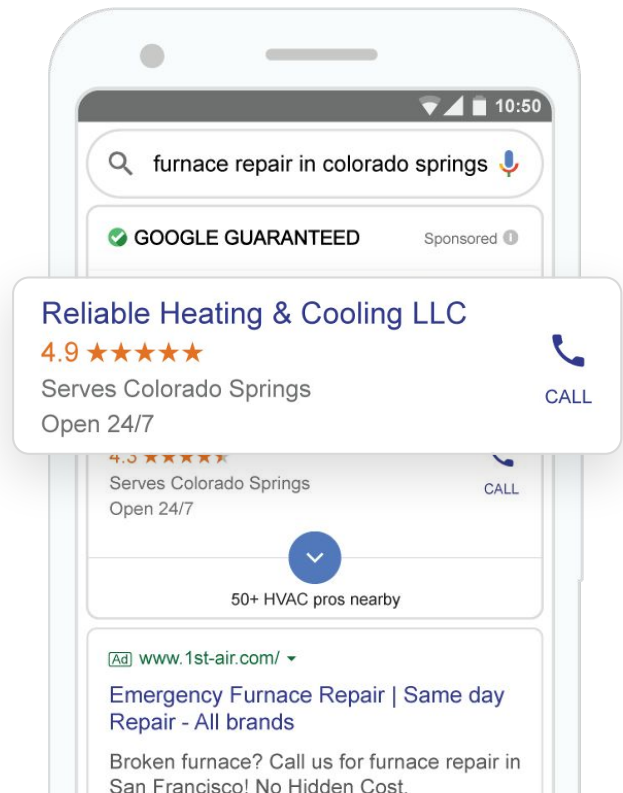 10:50
furnace repair in colorado springs
GOOGLE GUARANTEED Sponsored
Reliable Heating & Cooling LLC
4.9
Serves Colorado Springs
CALL
Open 24/7
4.3
Serves Colorado Springs
CALL
Open 24/7
50+ HVAC pros nearby
Ad www.1st-air.com/
Emergency Furnace Repair | Same day
Repair - All brands
Broken furnace? Call us for furnace repair in
San Francisco! No Hidden Cost.